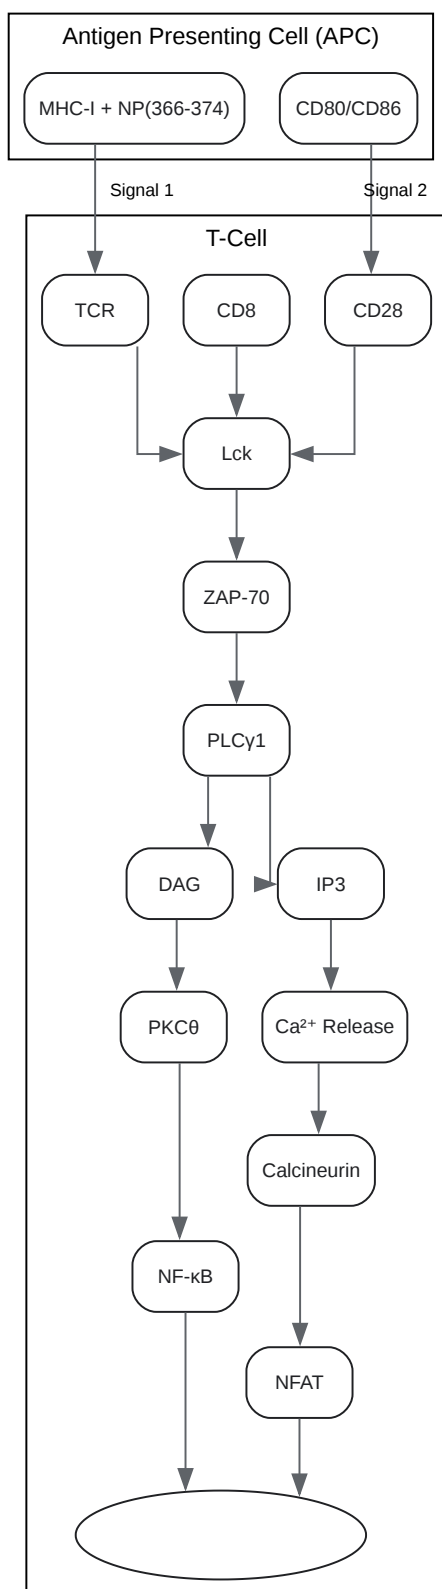 Antigen Presenting Cell (APC)
MHC-I + NP(366-374)
CD80/CD86
Signal 1
Signal 2
T-Cell
TCR
CD8
CD28
Lck
ZAP-70
PLCγ1
DAG
IP3
PKCθ
Ca²⁺ Release
Calcineurin
NF-κB
NFAT